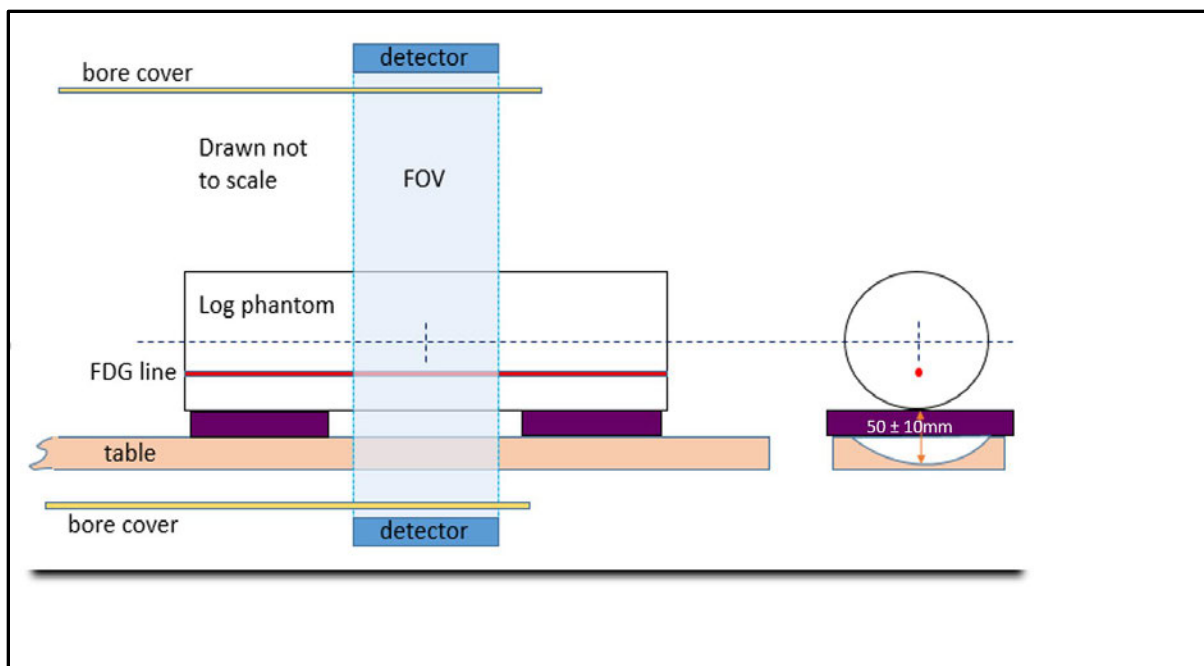 detector
bore cover
Drawn not
to scale
FOV
Log phantom
FDG line
50 ± 10mm
table
bore cover
detector